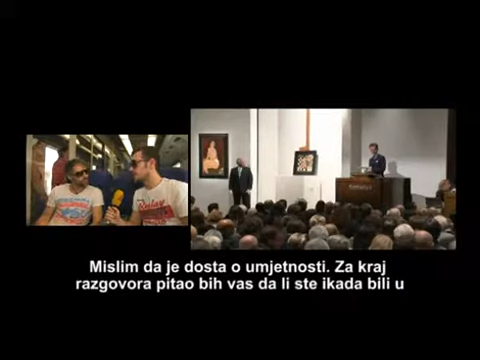 Mislim da je dosta o umjetnosti. Za kraj
razgovora pitao bih vas da li ste ikada bili u